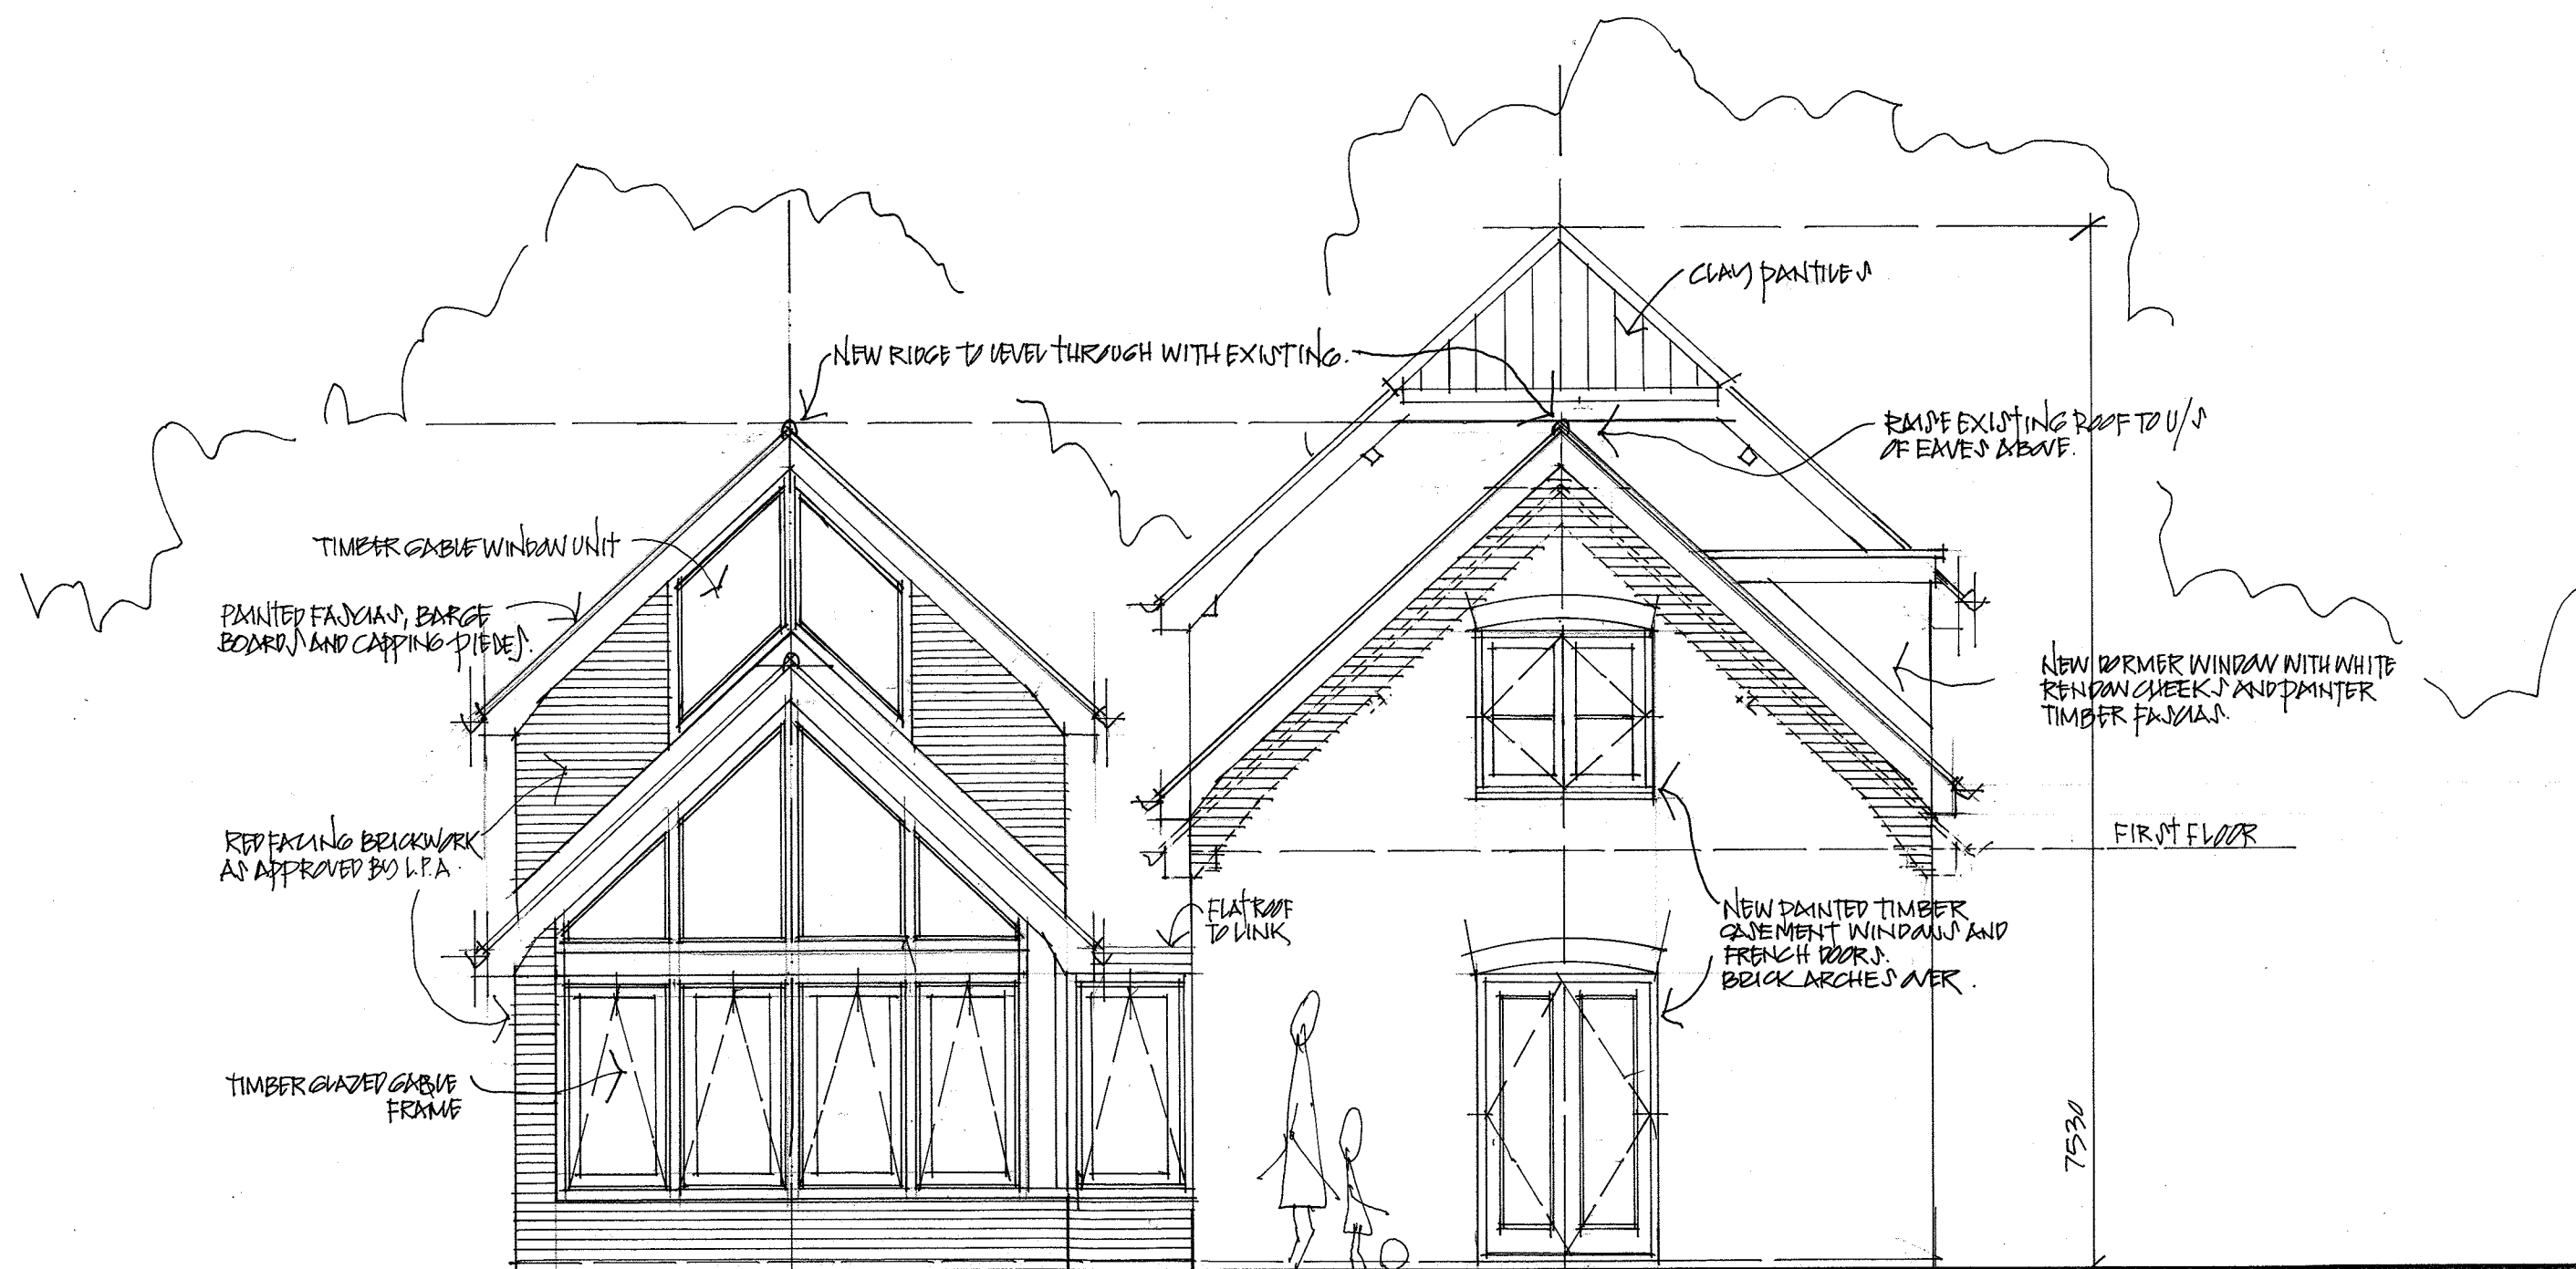 CLAY PANTILES
NEW RIDGE TO LEVEL THROUGH WITH EXISTING.
RAISE EXISTING ROOF TO U/S
OF EAVES ABOVE.
TIMBER GABLE WINDOW UNIT
PAINTED FASCIAS, BARGE
BOARDS AND CAPPING PIECES.
NEW DORMER WINDOW WITH WHITE
RENDOR CHEEKS AND PAINTER
TIMBER FASCIAS.
RED FACING BRICKWORK
AS APPROVED BY L.P.A.
FIRST FLOOR
FLAT ROOF
TO LINK
NEW PAINTED TIMBER
CASEMENT WINDOWS AND
FRENCH DOORS.
BRICK ARCHES OVER.
TIMBER GLAZED GABLE
FRAME
7530